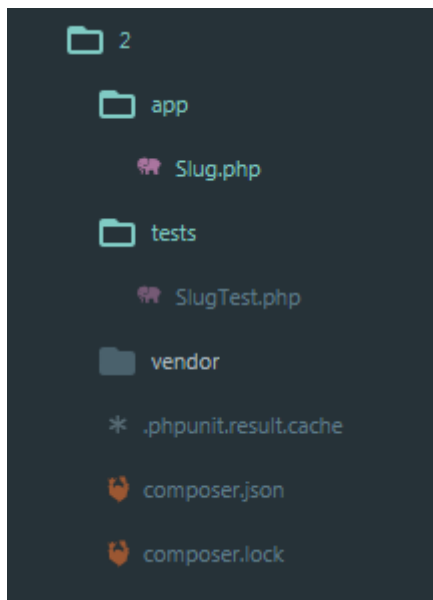 2
app
Slug.php
tests
SlugTest.php
vendor
.phpunit.result.cache
composer.json
composer.lock